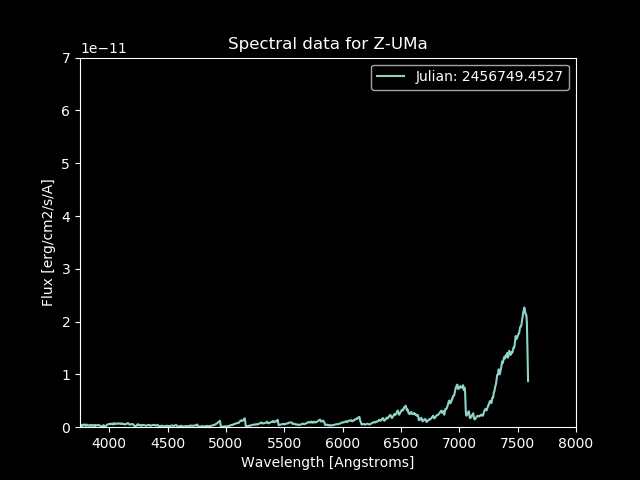 Spectral data for Z-UMa
1e−11
Julian: 2456749.4527
Flux [erg/cm2/s/A]
7
6
5
4
3
2
1
0
4000 4500 5000 5500 6000 6500 7000 7500 8000
Wavelength [Angstroms]